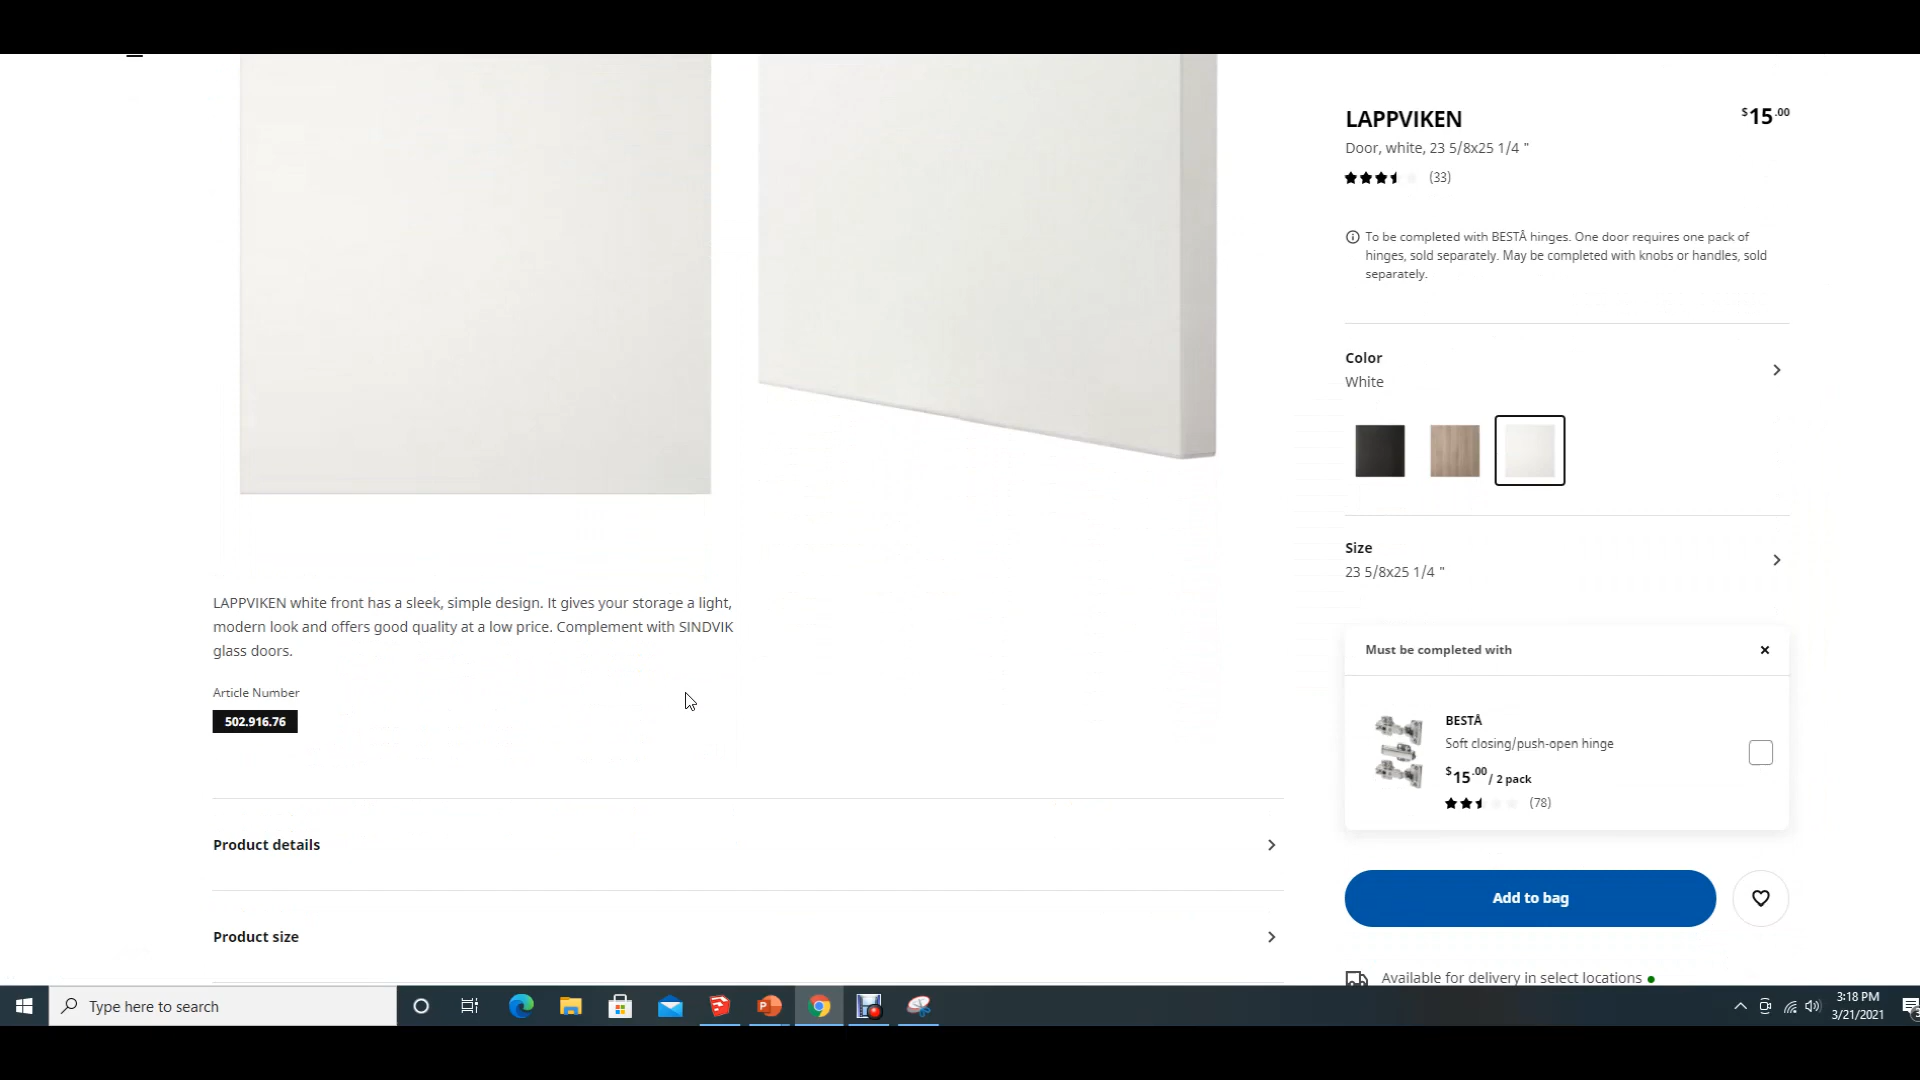 LAPPVIKEN
$15.00
Door, white, 23 5/8x25 1/4 "
(33)
To be completed with BESTÅ hinges. One door requires one pack of
hinges, sold separately. May be completed with knobs or handles, sold
separately.
Color
White
Size
23 5/8x25 1/4 "
LAPPVIKEN white front has a sleek, simple design. It gives your storage a light,
modern look and offers good quality at a low price. Complement with SINDVIK
glass doors.
Article Number
502.916.76
Must be completed with
BESTÅ
Soft closing/push-open hinge
$15.00/ 2 pack
(78)
Product details
Product size
Add to bag
Available for delivery in select locations
Type here to search
3:18 PM
3/21/2021